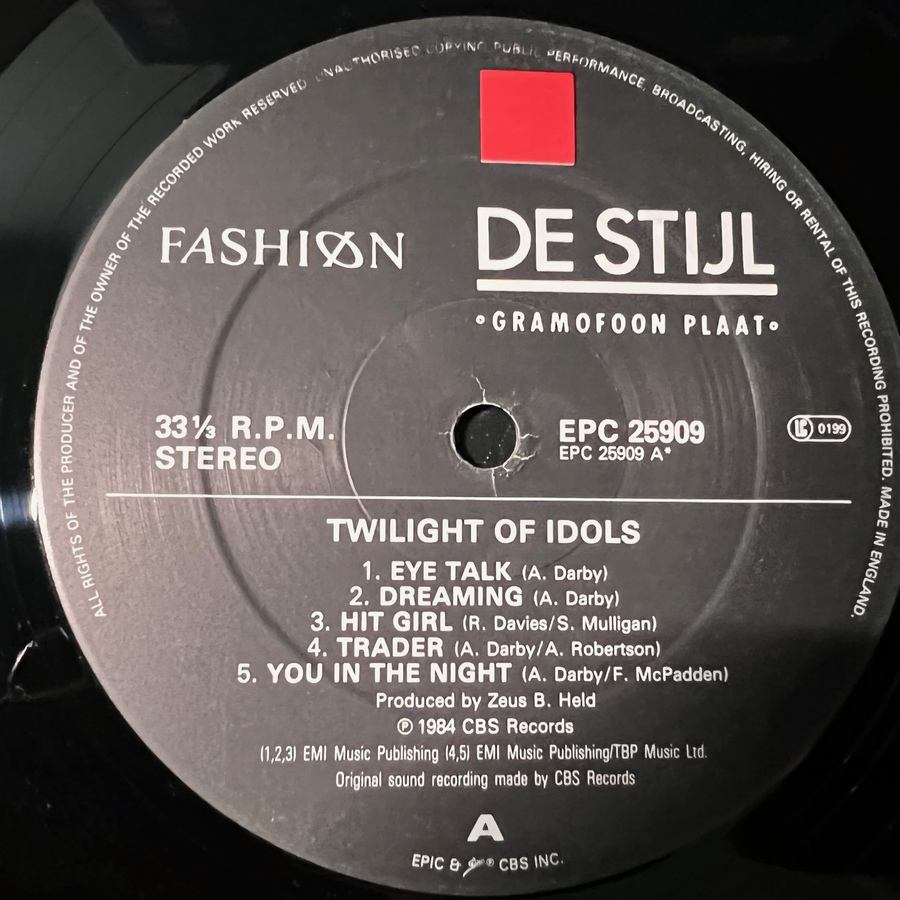 ALL RIGHTS OF THE PRODUCER AND OF THE OWNER OF THE RECORDED WORK RESERVED UNAUTHORISED COPYING PUBLIC PERFORMANCE, BROADCASTING, HIRING OR RENTAL OF THIS RECORDING PROHIBITED. MADE IN ENGLAND.
FASHIØN
DE STIJL
•GRAMOFOON PLAAT•
33⅓ R.P.M.
STEREO
EPC 25909
EPC 25909 A*
LC 0199
TWILIGHT OF IDOLS
1. EYE TALK (A. Darby)
2. DREAMING (A. Darby)
3. HIT GIRL (R. Davies/S. Mulligan)
4. TRADER (A. Darby/A. Robertson)
5. YOU IN THE NIGHT (A. Darby/F. McPadden)
Produced by Zeus B. Held
℗ 1984 CBS Records
(1,2,3) EMI Music Publishing (4,5) EMI Music Publishing/TBP Music Ltd.
Original sound recording made by CBS Records
A
EPIC & CBS INC.